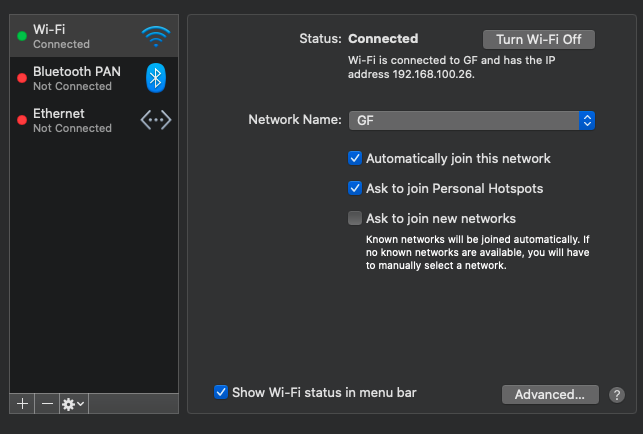 Wi-Fi
Connected
Bluetooth PAN
Not Connected
Ethernet
Not Connected
Status: Connected
Turn Wi-Fi Off
Wi-Fi is connected to GF and has the IP
address 192.168.100.26.
Network Name: GF
Automatically join this network
Ask to join Personal Hotspots
Ask to join new networks
Known networks will be joined automatically. If
no known networks are available, you will have
to manually select a network.
Show Wi-Fi status in menu bar
Advanced...
?